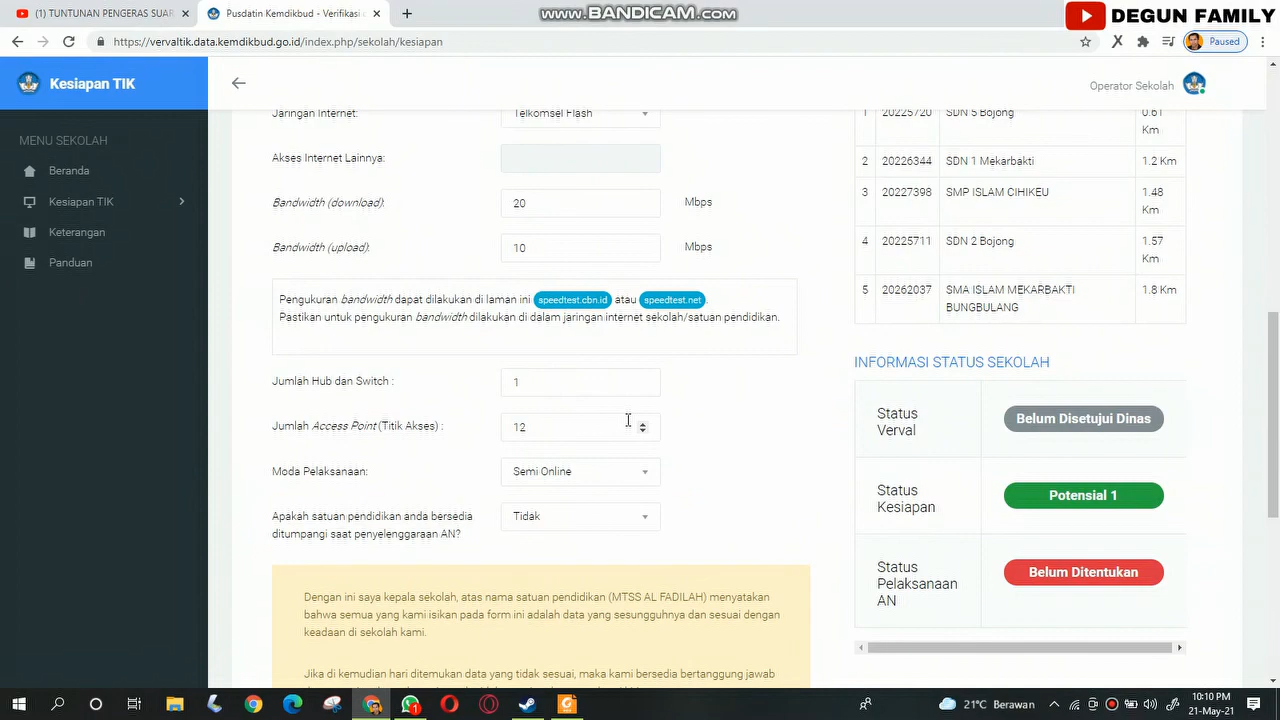 (1) TUNTUNAN PENGERAS SUAR
Pusdatin Kemdikbud - Verifikasi
WWW.BANDICAM.COM
DEGUN FAMILY
https://vervaltik.data.kemdikbud.go.id/index.php/sekolah/kesiapan
Paused
Kesiapan TIK
Operator Sekolah
MENU SEKOLAH
Beranda
Kesiapan TIK
Keterangan
Panduan
Jaringan Internet: Telkomsel Flash
Akses Internet Lainnya:
Bandwidth (download): 20 Mbps
Bandwidth (upload): 10 Mbps
Pengukuran bandwidth dapat dilakukan di laman ini speedtest.cbn.id atau speedtest.net.
Pastikan untuk pengukuran bandwidth dilakukan di dalam jaringan internet sekolah/satuan pendidikan.
Jumlah Hub dan Switch : 1
Jumlah Access Point (Titik Akses) : 12
Moda Pelaksanaan: Semi Online
Apakah satuan pendidikan anda bersedia Tidak
ditumpangi saat penyelenggaraan AN?
Dengan ini saya kepala sekolah, atas nama satuan pendidikan (MTSS AL FADILAH) menyatakan
bahwa semua yang kami isikan pada form ini adalah data yang sesungguhnya dan sesuai dengan
keadaan di sekolah kami.
Jika di kemudian hari ditemukan data yang tidak sesuai, maka kami bersedia bertanggung jawab
1 20225720 SDN 5 Bojong 0.61
Km
2 20226344 SDN 1 Mekarbakti 1.2 Km
3 20227398 SMP ISLAM CIHIKEU 1.48
Km
4 20225711 SDN 2 Bojong 1.57
Km
5 20262037 SMA ISLAM MEKARBAKTI 1.8 Km
BUNGBULANG
INFORMASI STATUS SEKOLAH
Status
Verval
Belum Disetujui Dinas
Status
Kesiapan
Potensial 1
Status
Pelaksanaan
AN
Belum Ditentukan
1
21°C Berawan
10:10 PM
21-May-21